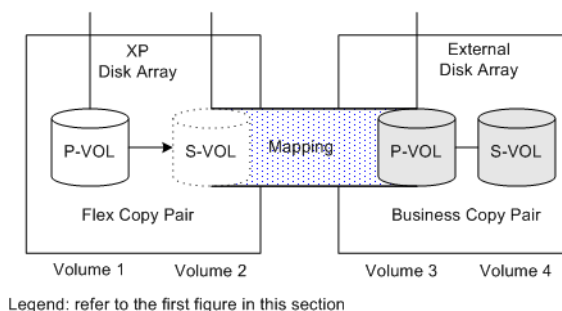 XP
Disk Array
External
Disk Array
P-VOL
S-VOL
Mapping
P-VOL
S-VOL
Flex Copy Pair
Business Copy Pair
Volume 1
Volume 2
Volume 3
Volume 4
Legend: refer to the first figure in this section